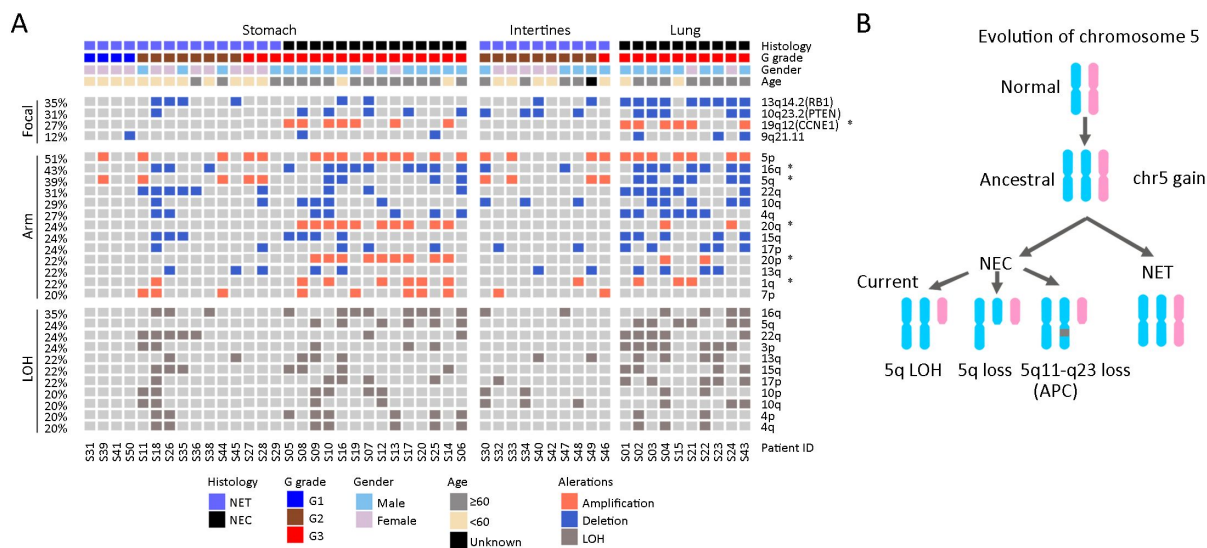 A
Stomach
Intertines
Lung
Histology
G grade
Gender
Age
Focal
35% 13q14.2(RB1)
31% 10q23.2(PTEN)
27% 19q12(CCNE1) *
12% 9q21.11
Arm
51% 5p
43% 16q *
39% 5q *
31% 22q
29% 10q
27% 4q
24% 20q *
24% 15q
24% 17p
22% 20p *
22% 13q
22% 1q *
20% 7p
LOH
35% 16q
24% 5q
24% 22q
24% 3p
22% 13q
22% 15q
22% 17p
20% 10p
20% 10q
20% 4p
20% 4q
S31 S39 S41 S50 S11 S18 S26 S35 S36 S38 S44 S45 S27 S28 S29 S05 S08 S09 S10 S16 S19 S07 S12 S13 S17 S20 S25 S14 S06 S30 S32 S33 S34 S40 S42 S47 S48 S49 S46 S01 S02 S03 S04 S15 S21 S22 S23 S24 S43 Patient ID
Histology
NET
NEC
G grade
G1
G2
G3
Gender
Male
Female
Age
≥60
<60
Unknown
Alerations
Amplification
Deletion
LOH
B
Evolution of chromosome 5
Normal
Ancestral
chr5 gain
NEC
NET
Current
5q LOH
5q loss
5q11-q23 loss
(APC)